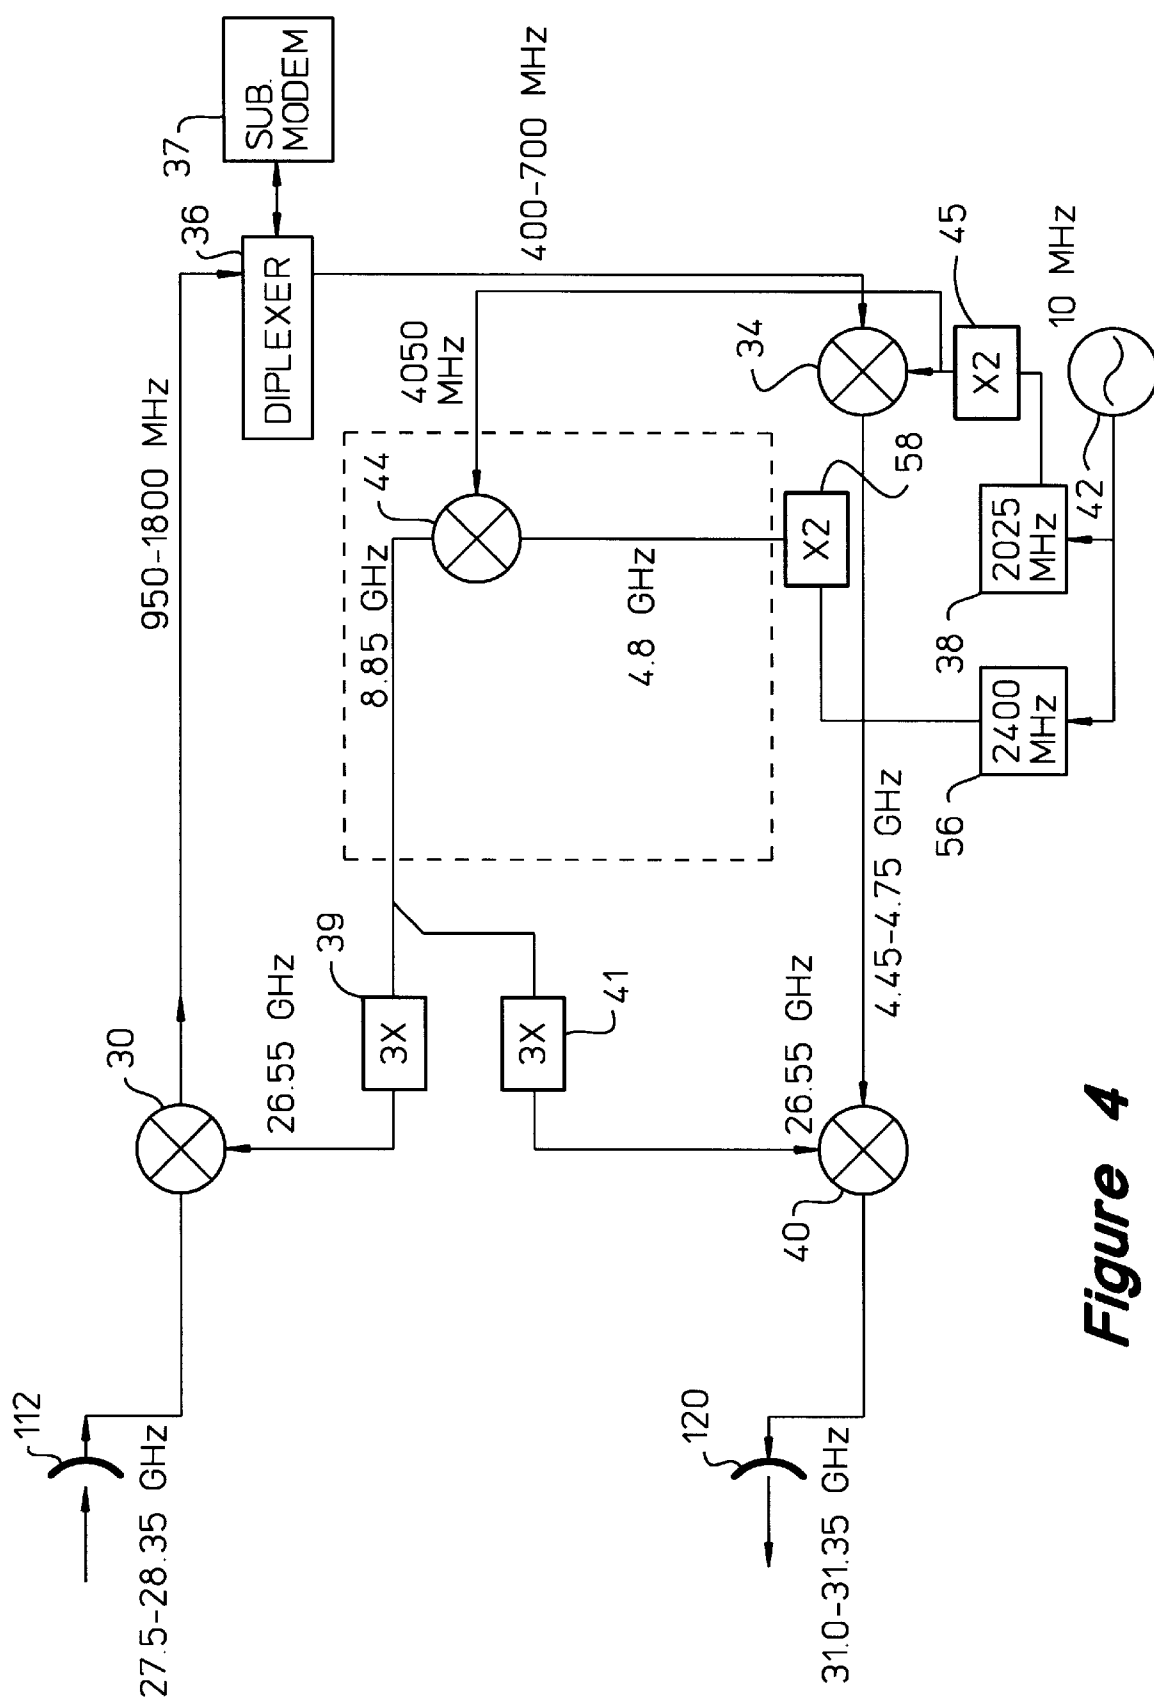 112
27.5-28.35 GHz
30
950-1800 MHz
36
DIPLEXER
37
SUB.
MODEM
26.55 GHz
39
3X
8.85 GHz
44
4050
MHz
400-700 MHz
3X
41
4.8 GHz
26.55 GHz
X2
58
34
120
31.0-31.35 GHz
40
4.45-4.75 GHz
56
2400
MHz
38
2025
MHz
42
X2
45
10 MHz
Figure 4